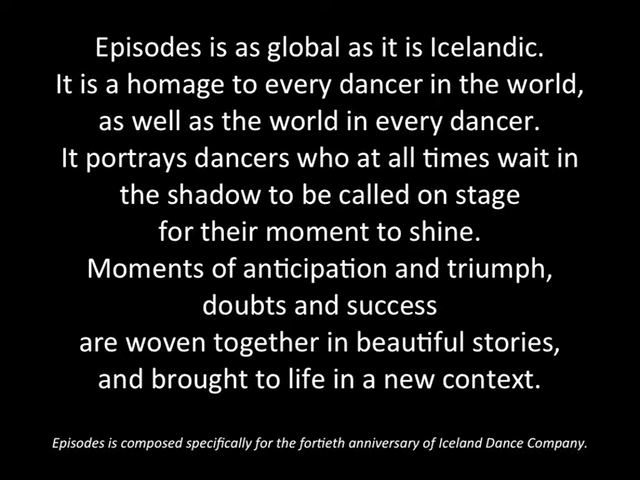 Episodes is as global as it is Icelandic.
It is a homage to every dancer in the world,
as well as the world in every dancer.
It portrays dancers who at all times wait in
the shadow to be called on stage
for their moment to shine.
Moments of anticipation and triumph,
doubts and success
are woven together in beautiful stories,
and brought to life in a new context.
Episodes is composed specifically for the fortieth anniversary of Iceland Dance Company.